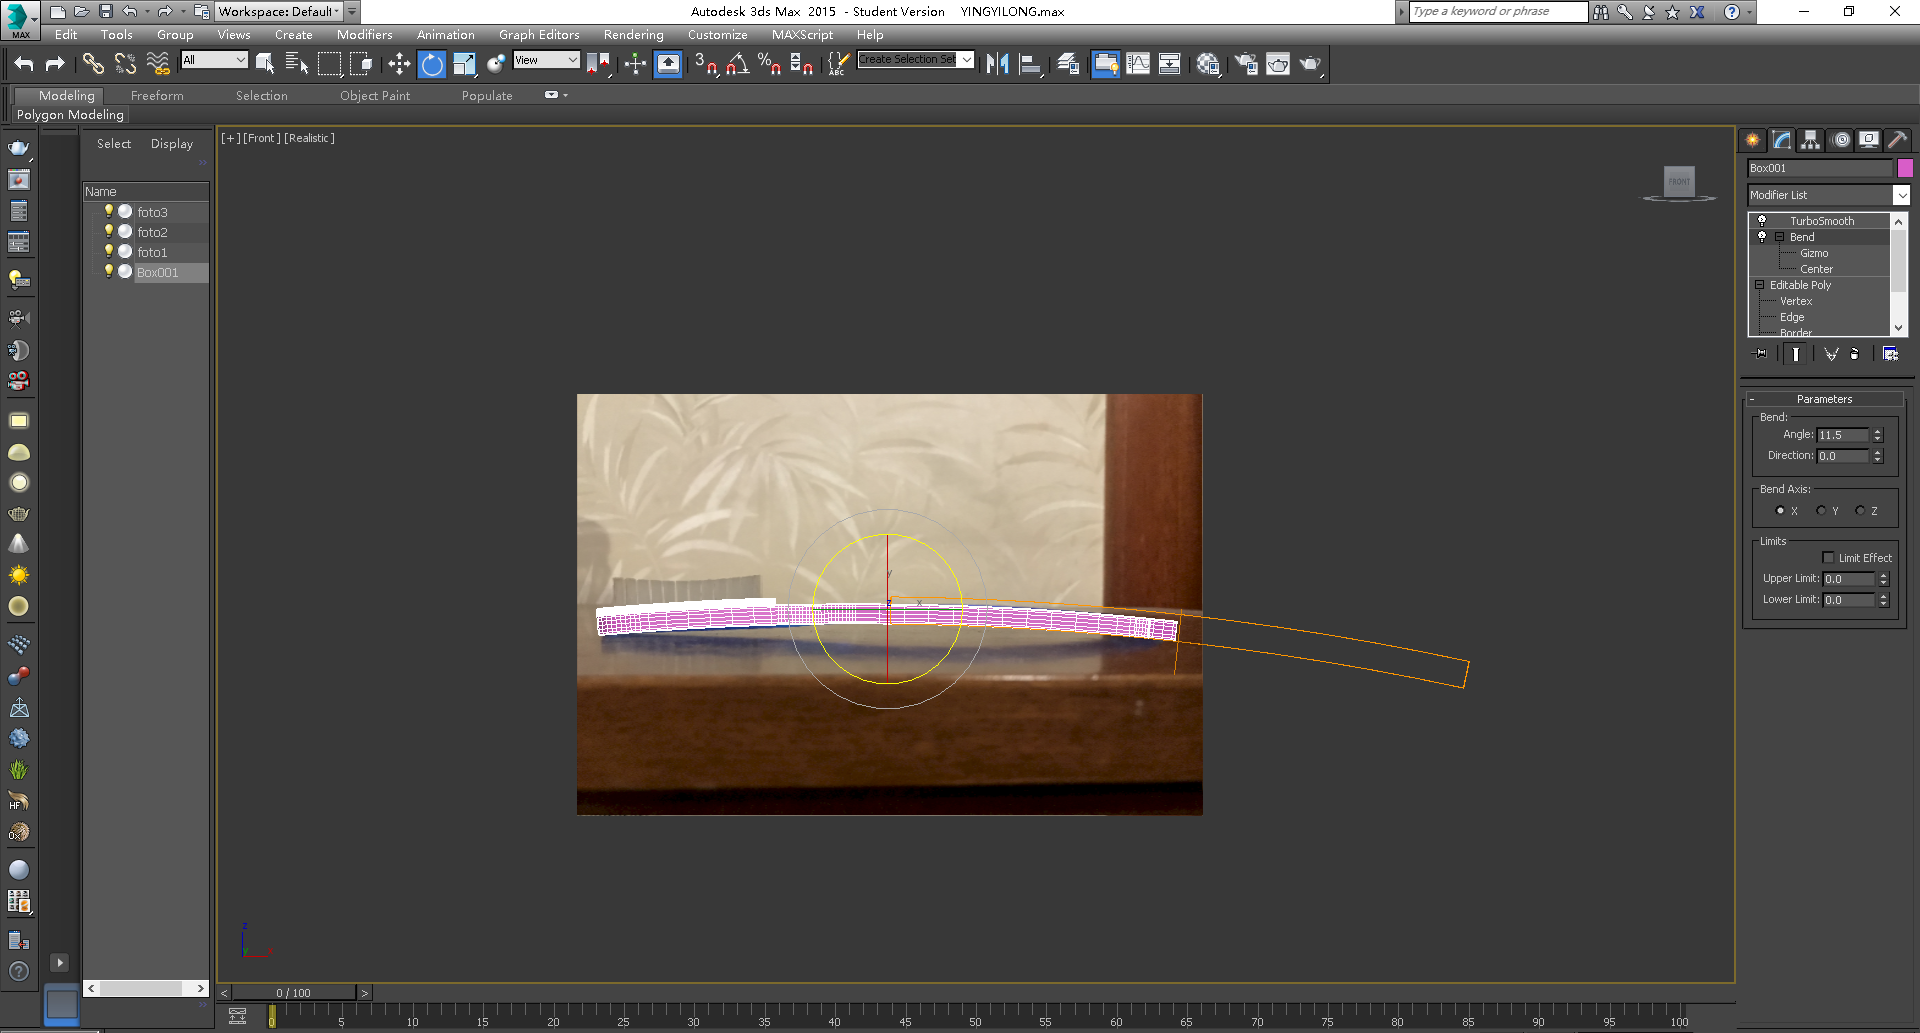 Workspace: Default
Autodesk 3ds Max 2015 - Student Version YINGYILONG.max
Type a keyword or phrase
MAX
Edit Tools Group Views Create Modifiers Animation Graph Editors Rendering Customize MAXScript Help
All
View
3
%
ABC
Create Selection Set
Modeling Freeform Selection Object Paint Populate
Polygon Modeling
Select Display
Name
foto3
foto2
foto1
Box001
[+] [Front] [Realistic]
FRONT
y
z
x
z
HF
Box001
Modifier List
TurboSmooth
Bend
Gizmo
Center
Editable Poly
Vertex
Edge
Border
- Parameters
Bend:
Angle: 11.5
Direction: 0.0
Bend Axis:
X Y Z
Limits
Limit Effect
Upper Limit: 0.0
Lower Limit: 0.0
< 0 / 100 >
0 5 10 15 20 25 30 35 40 45 50 55 60 65 70 75 80 85 90 95 100